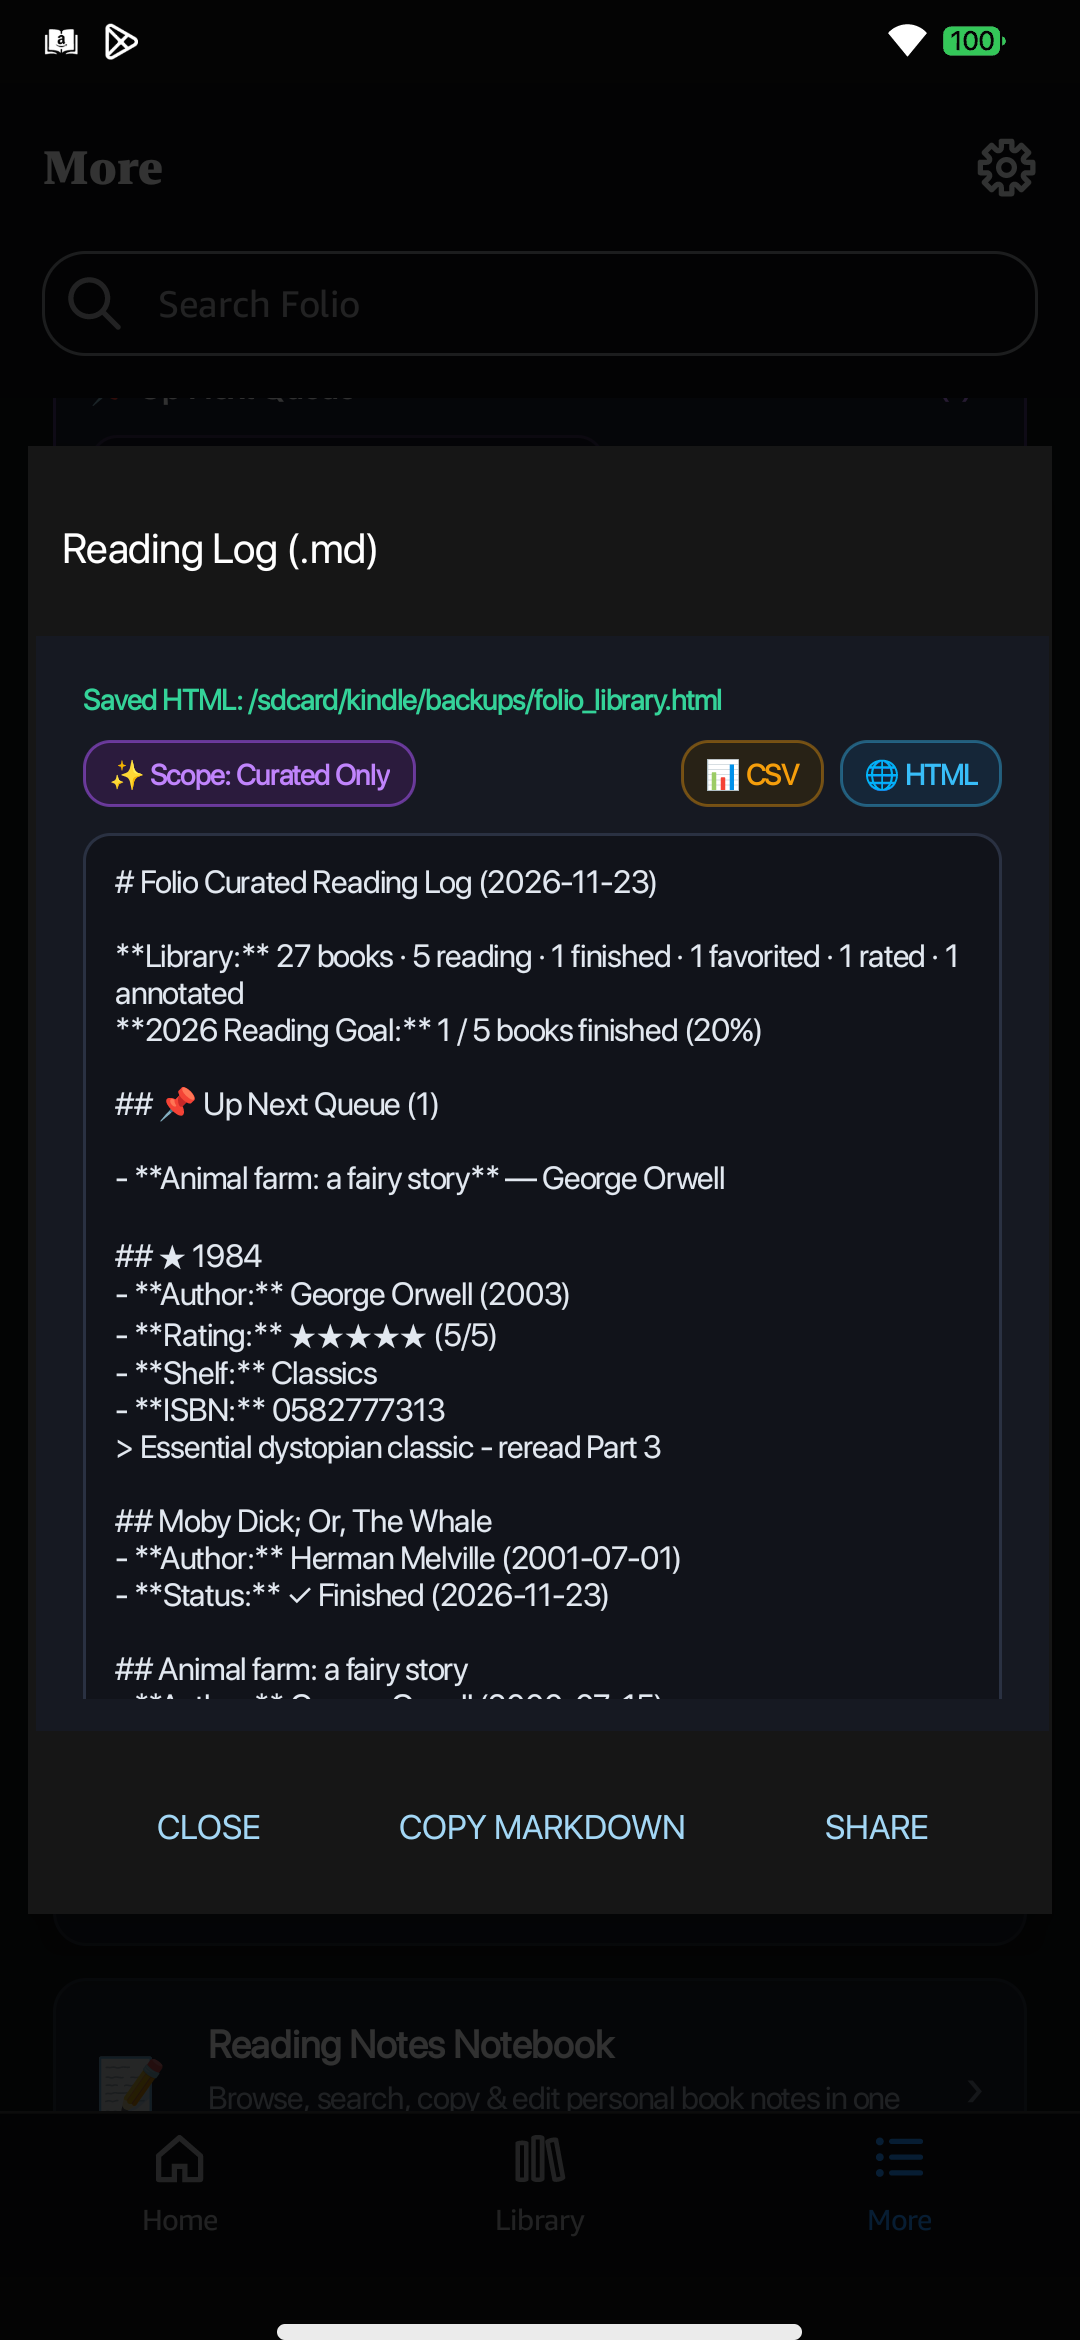 100
More
Search Folio
Reading Log (.md)
Saved HTML: /sdcard/kindle/backups/folio_library.html
✨ Scope: Curated Only
📊 CSV
🌐 HTML
# Folio Curated Reading Log (2026-11-23)
**Library:** 27 books · 5 reading · 1 finished · 1 favorited · 1 rated · 1
annotated
**2026 Reading Goal:** 1 / 5 books finished (20%)
## 📌 Up Next Queue (1)
- **Animal farm: a fairy story** — George Orwell
## ★ 1984
- **Author:** George Orwell (2003)
- **Rating:** ★★★★★ (5/5)
- **Shelf:** Classics
- **ISBN:** 0582777313
> Essential dystopian classic - reread Part 3
## Moby Dick; Or, The Whale
- **Author:** Herman Melville (2001-07-01)
- **Status:** ✓ Finished (2026-11-23)
## Animal farm: a fairy story
CLOSE
COPY MARKDOWN
SHARE
Reading Notes Notebook
Browse, search, copy & edit personal book notes in one
Home
Library
More